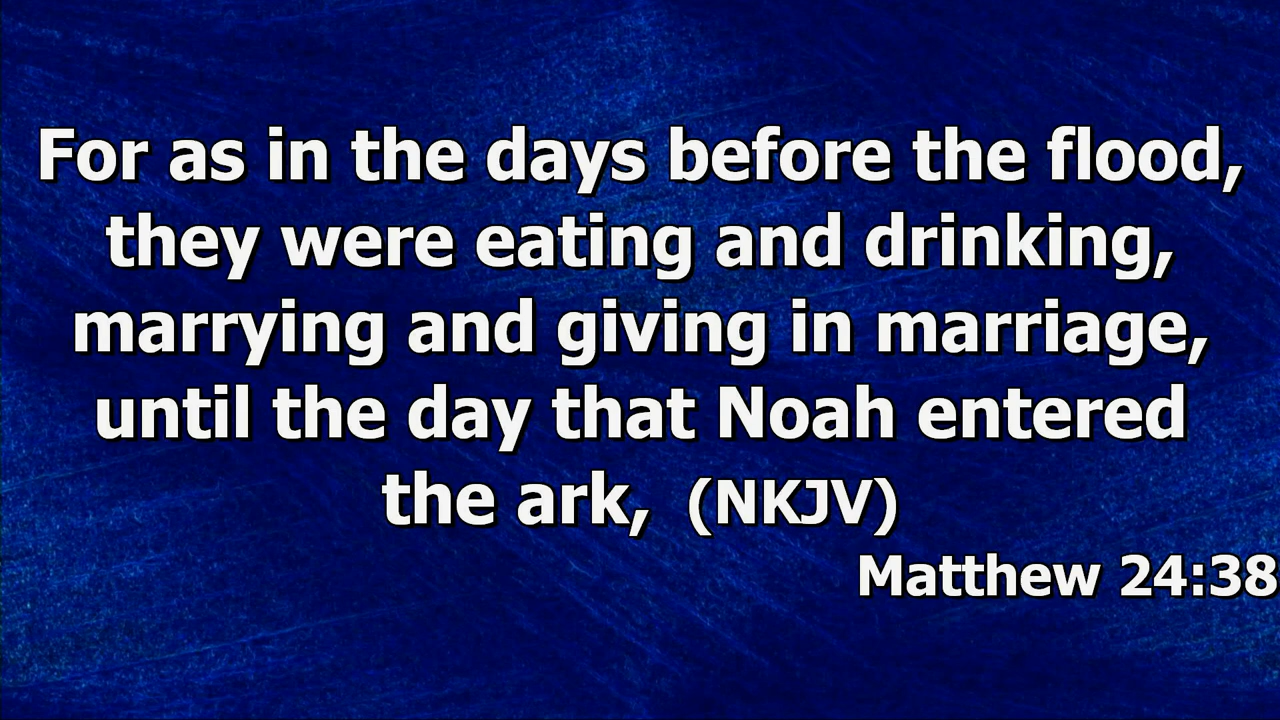 For as in the days before the flood,
they were eating and drinking,
marrying and giving in marriage,
until the day that Noah entered
the ark, (NKJV)
Matthew 24:38